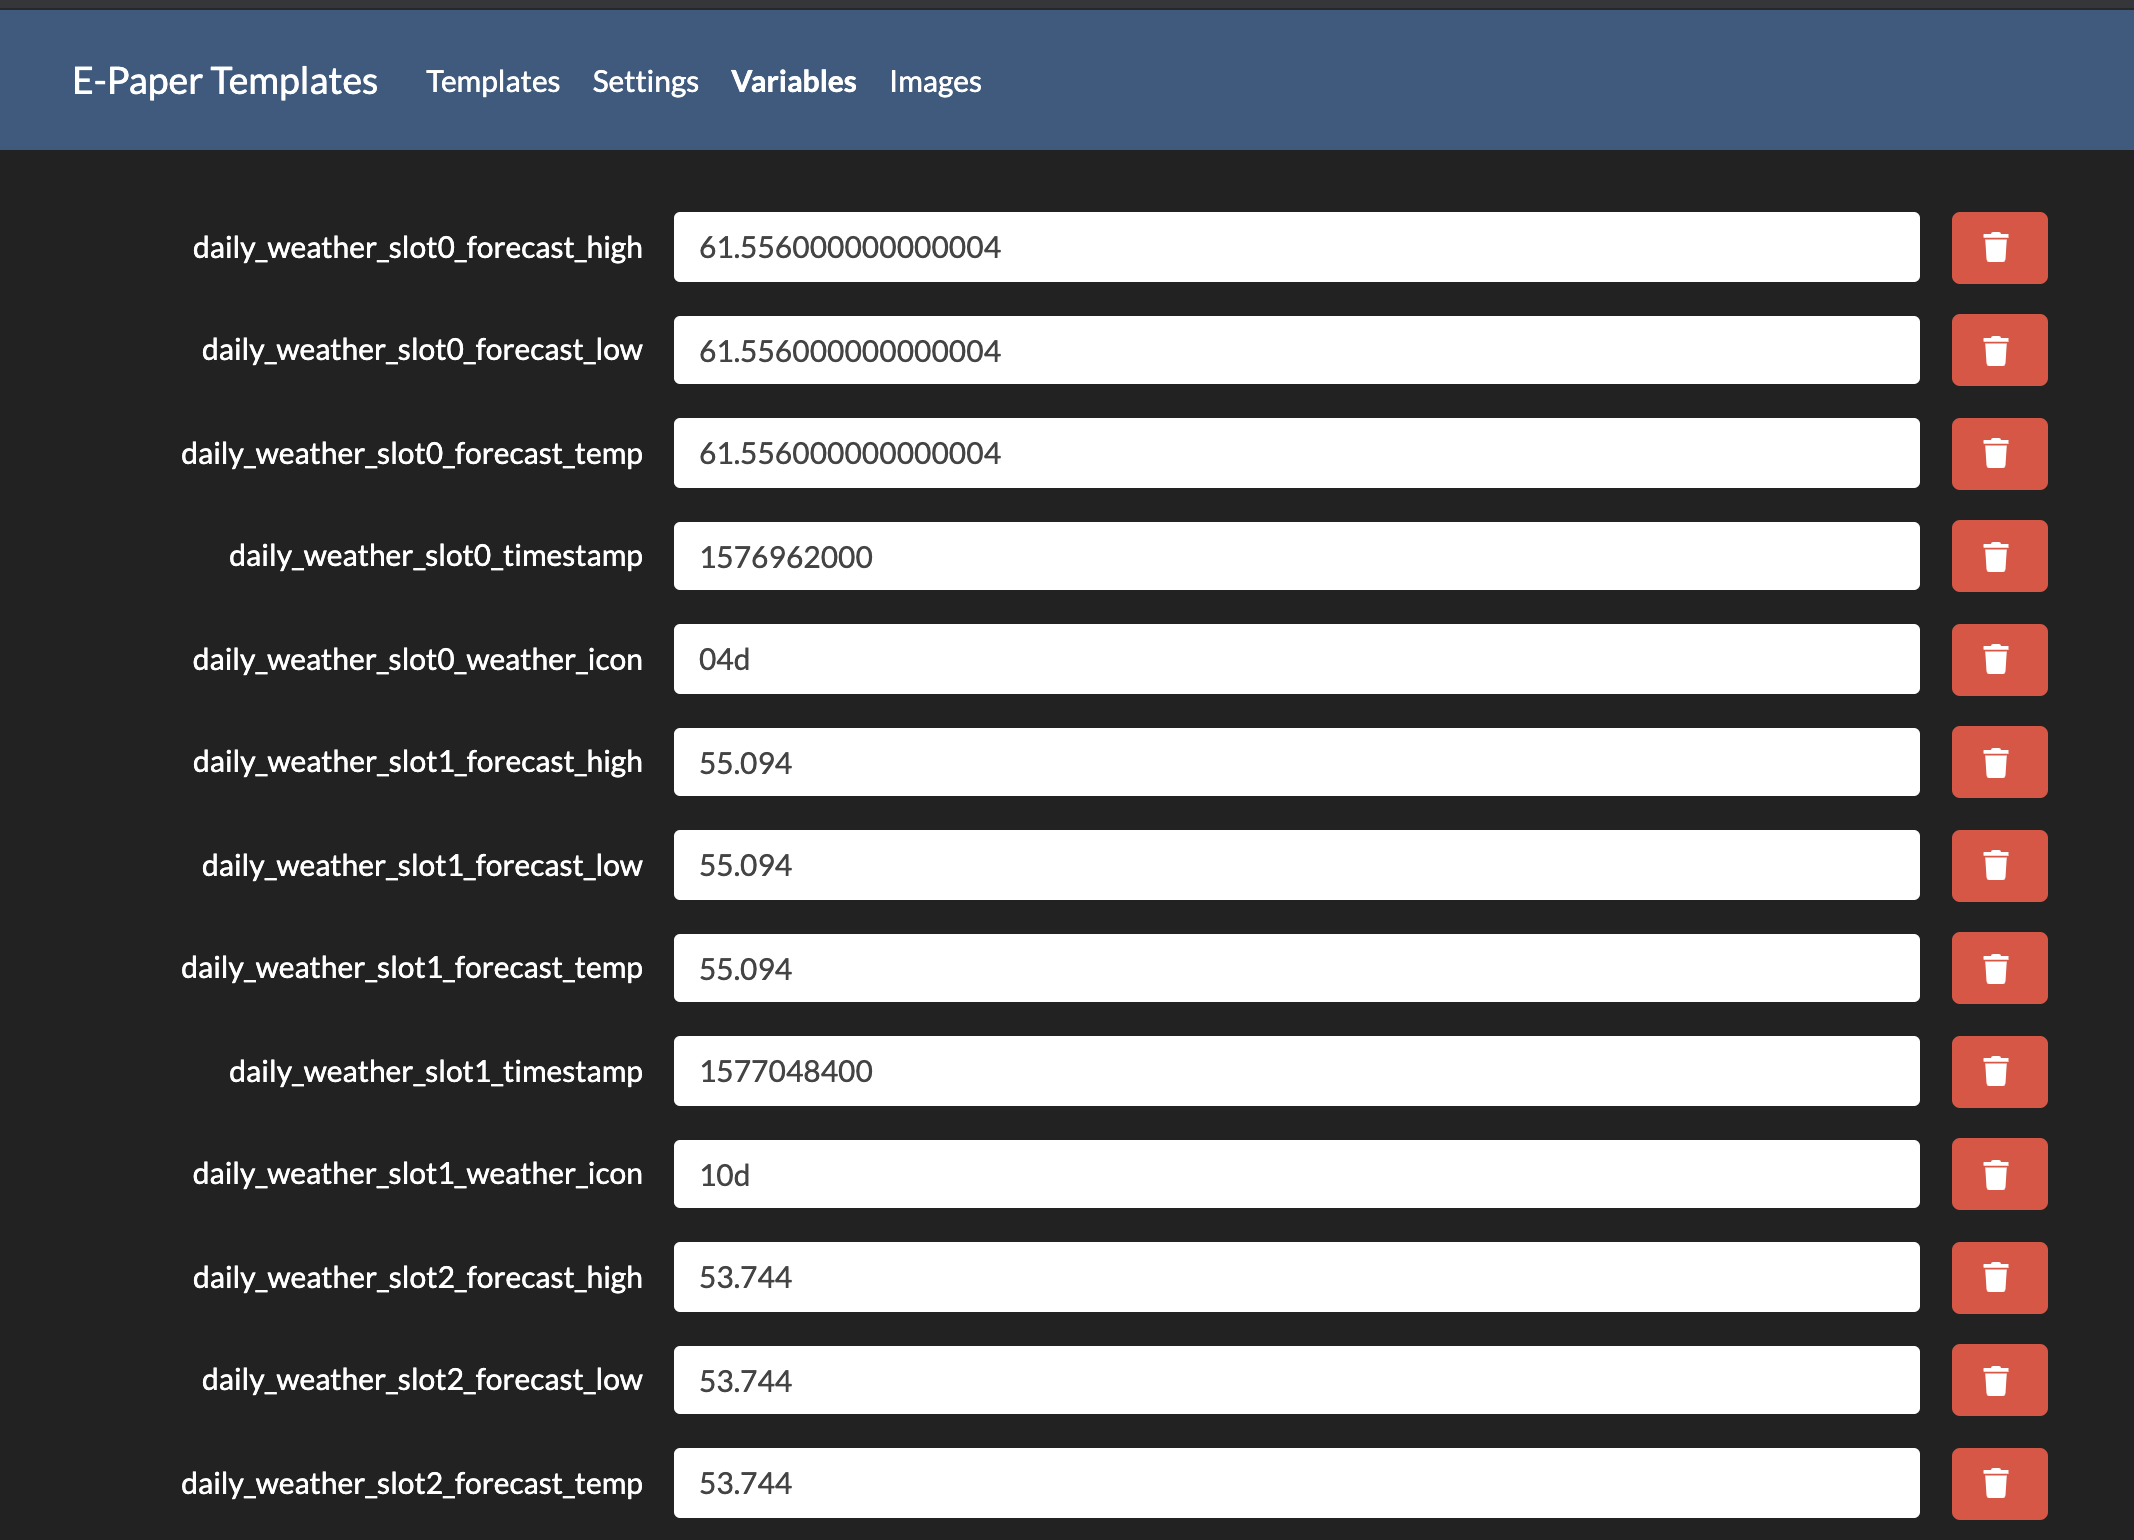 E-Paper Templates Templates Settings Variables Images
daily_weather_slot0_forecast_high 61.556000000000004
daily_weather_slot0_forecast_low 61.556000000000004
daily_weather_slot0_forecast_temp 61.556000000000004
daily_weather_slot0_timestamp 1576962000
daily_weather_slot0_weather_icon 04d
daily_weather_slot1_forecast_high 55.094
daily_weather_slot1_forecast_low 55.094
daily_weather_slot1_forecast_temp 55.094
daily_weather_slot1_timestamp 1577048400
daily_weather_slot1_weather_icon 10d
daily_weather_slot2_forecast_high 53.744
daily_weather_slot2_forecast_low 53.744
daily_weather_slot2_forecast_temp 53.744